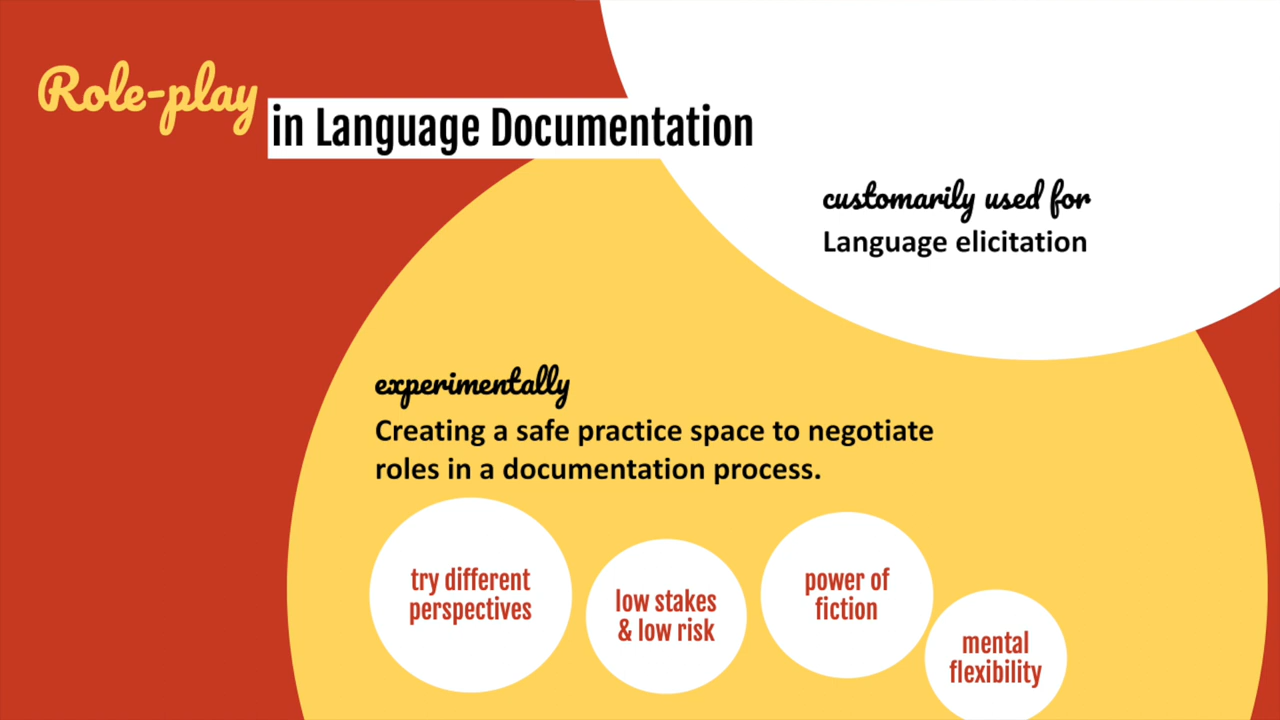 Role-play
in Language Documentation
customarily used for
Language elicitation
experimentally
Creating a safe practice space to negotiate
roles in a documentation process.
try different
perspectives
low stakes
& low risk
power of
fiction
mental
flexibility